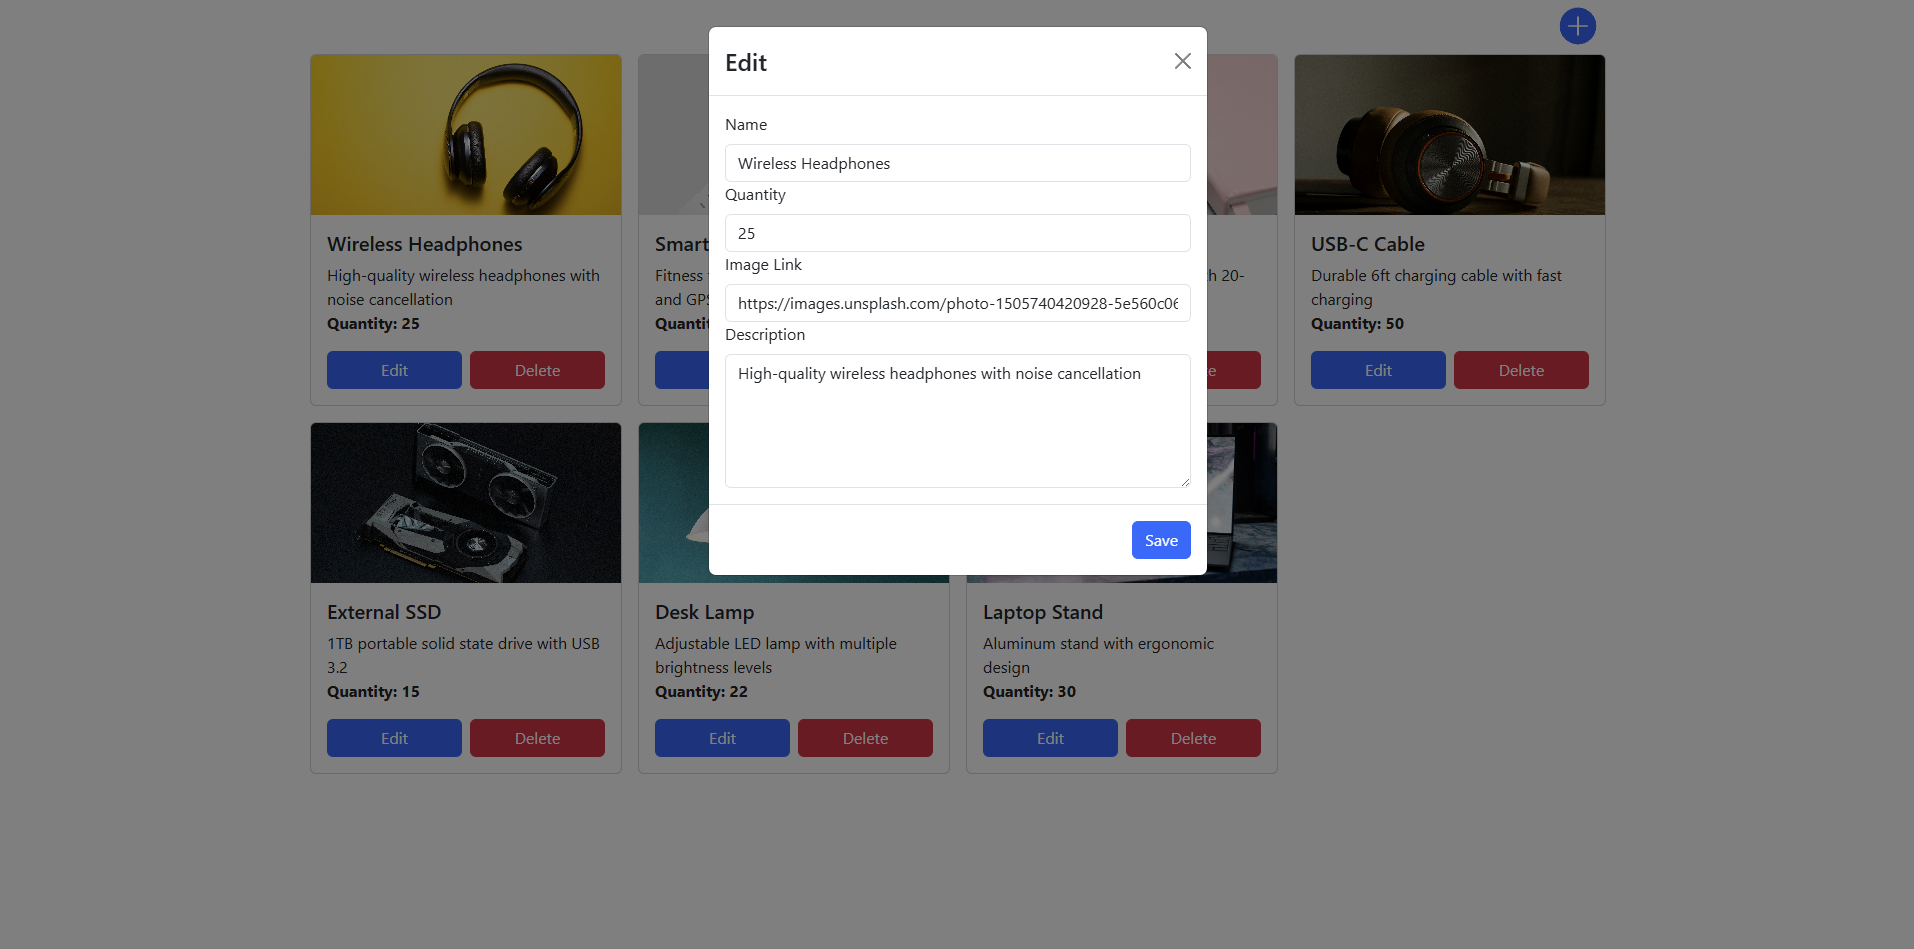 Edit
Name
Wireless Headphones
Quantity
25
Image Link
https://images.unsplash.com/photo-1505740420928-5e560c06
Description
High-quality wireless headphones with noise cancellation
Save
Wireless Headphones
High-quality wireless headphones with
noise cancellation
Quantity: 25
Edit
Delete
Smart
Fitness
and GPS
20-
USB-C Cable
Durable 6ft charging cable with fast
charging
Quantity: 50
Edit
Delete
External SSD
1TB portable solid state drive with USB
3.2
Quantity: 15
Edit
Delete
Desk Lamp
Adjustable LED lamp with multiple
brightness levels
Quantity: 22
Edit
Delete
Laptop Stand
Aluminum stand with ergonomic
design
Quantity: 30
Edit
Delete